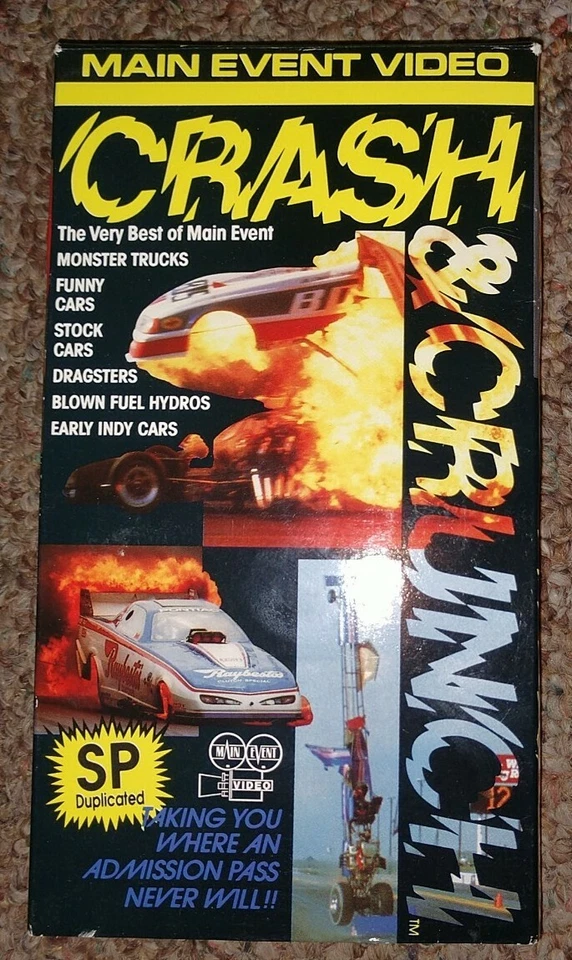 MAIN EVENT VIDEO
CRASH
& CRUNCH
TM
The Very Best of Main Event
MONSTER TRUCKS
FUNNY
CARS
STOCK
CARS
DRAGSTERS
BLOWN FUEL HYDROS
EARLY INDY CARS
Raybestos
Raybestos
SP
Duplicated
MAIN EVENT
VIDEO
TAKING YOU
WHERE AN
ADMISSION PASS
NEVER WILL!!